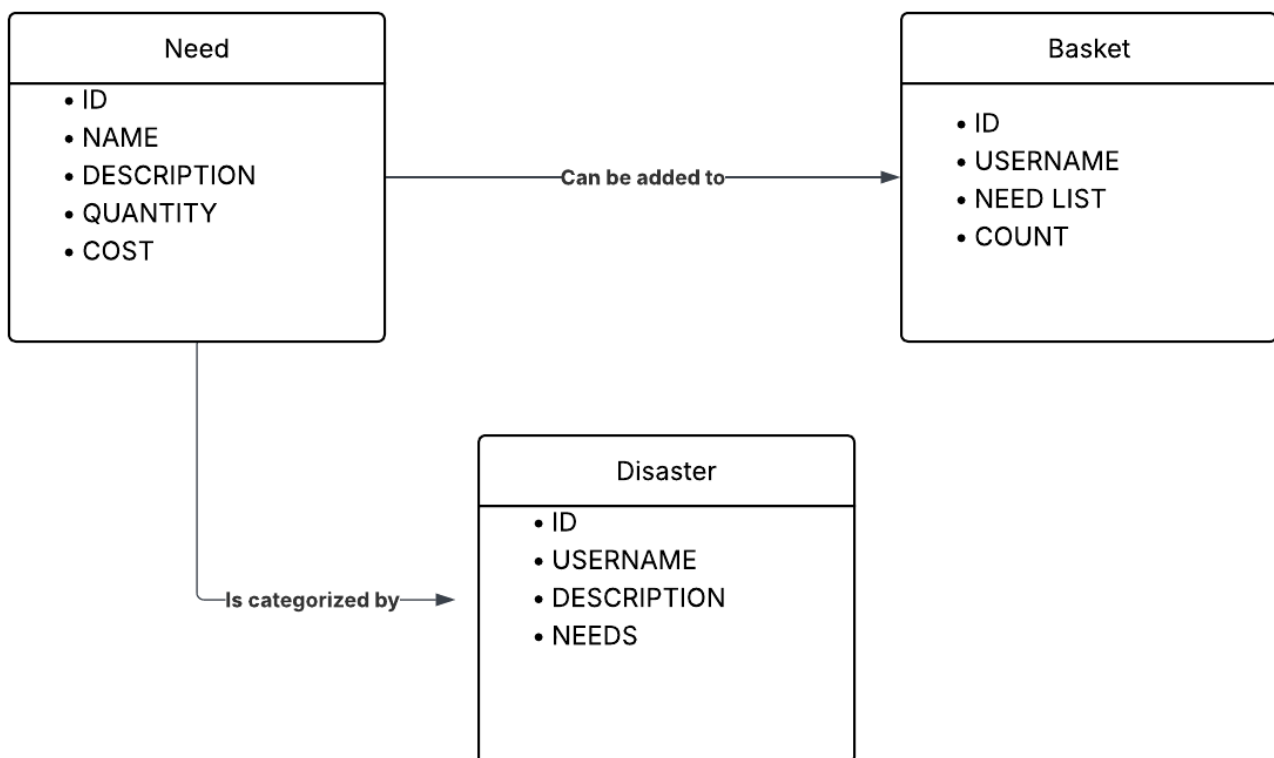 Need
• ID
• NAME
• DESCRIPTION
• QUANTITY
• COST
Can be added to
Basket
• ID
• USERNAME
• NEED LIST
• COUNT
Is categorized by
Disaster
• ID
• USERNAME
• DESCRIPTION
• NEEDS